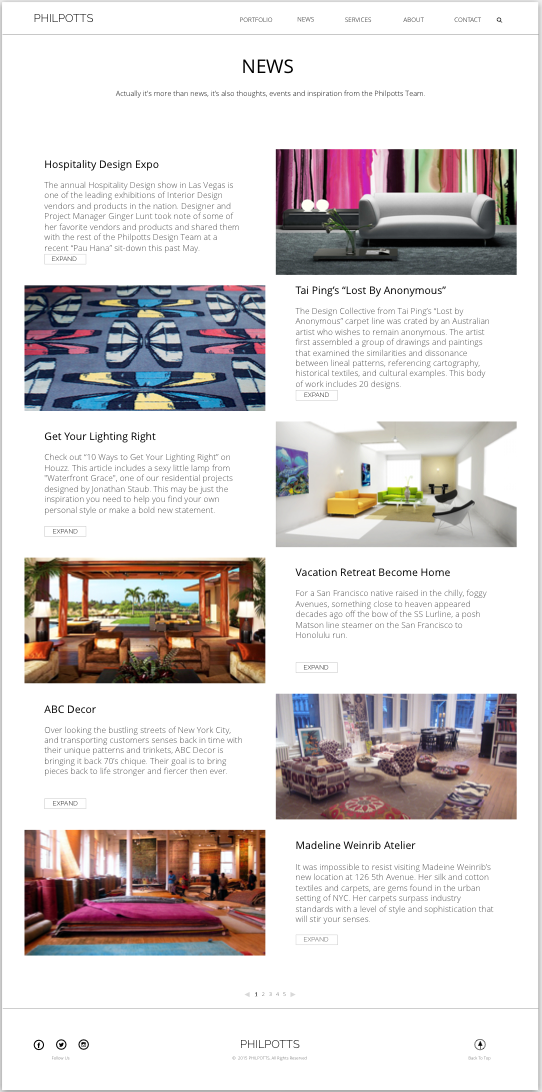 PHILPOTTS
PORTFOLIO
NEWS
SERVICES
ABOUT
CONTACT
NEWS
Actually it's more than news, it's also thoughts, events and inspiration from the Philpotts Team.
Hospitality Design Expo
The annual Hospitality Design show in Las Vegas is
one of the leading exhibitions of Interior Design
vendors and products in the nation. Designer and
Project Manager Ginger Lunt took note of some of
her favorite vendors and products and shared them
with the rest of the Philpotts Design Team at a
recent “Pau Hana” sit-down this past May.
EXPAND
Tai Ping’s “Lost By Anonymous”
The Design Collective from Tai Ping’s “Lost by
Anonymous” carpet line was crated by an Australian
artist who wishes to remain anonymous. The artist
first assembled a group of drawings and paintings
that examined the similarities and dissonance
between lineal patterns, referencing cartography,
historical textiles, and cultural examples. This body
of work includes 20 designs.
EXPAND
Get Your Lighting Right
Check out “10 Ways to Get Your Lighting Right” on
Houzz. This article includes a sexy little lamp from
“Waterfront Grace”, one of our residential projects
designed by Jonathan Staub. This may be just the
inspiration you need to help you find your own
personal style or make a bold new statement.
EXPAND
Vacation Retreat Become Home
For a San Francisco native raised in the chilly, foggy
Avenues, something close to heaven appeared
decades ago off the bow of the SS Lurline, a posh
Matson line steamer on the San Francisco to
Honolulu run.
EXPAND
ABC Decor
Over looking the bustling streets of New York City,
and transporting customers senses back in time with
their unique patterns and trinkets, ABC Decor is
bringing it back 70’s chique. Their goal is to bring
pieces back to life stronger and fiercer then ever.
EXPAND
Madeline Weinrib Atelier
It was impossible to resist visiting Madeine Weinrib’s
new location at 126 5th Avenue. Her silk and cotton
textiles and carpets, are gems found in the urban
setting of NYC. Her carpets surpass industry
standards with a level of style and sophistication that
will stir your senses.
EXPAND
1 2 3 4 5
Follow Us
PHILPOTTS
© 2015 PHILPOTTS, All Rights Reserved
Back To Top